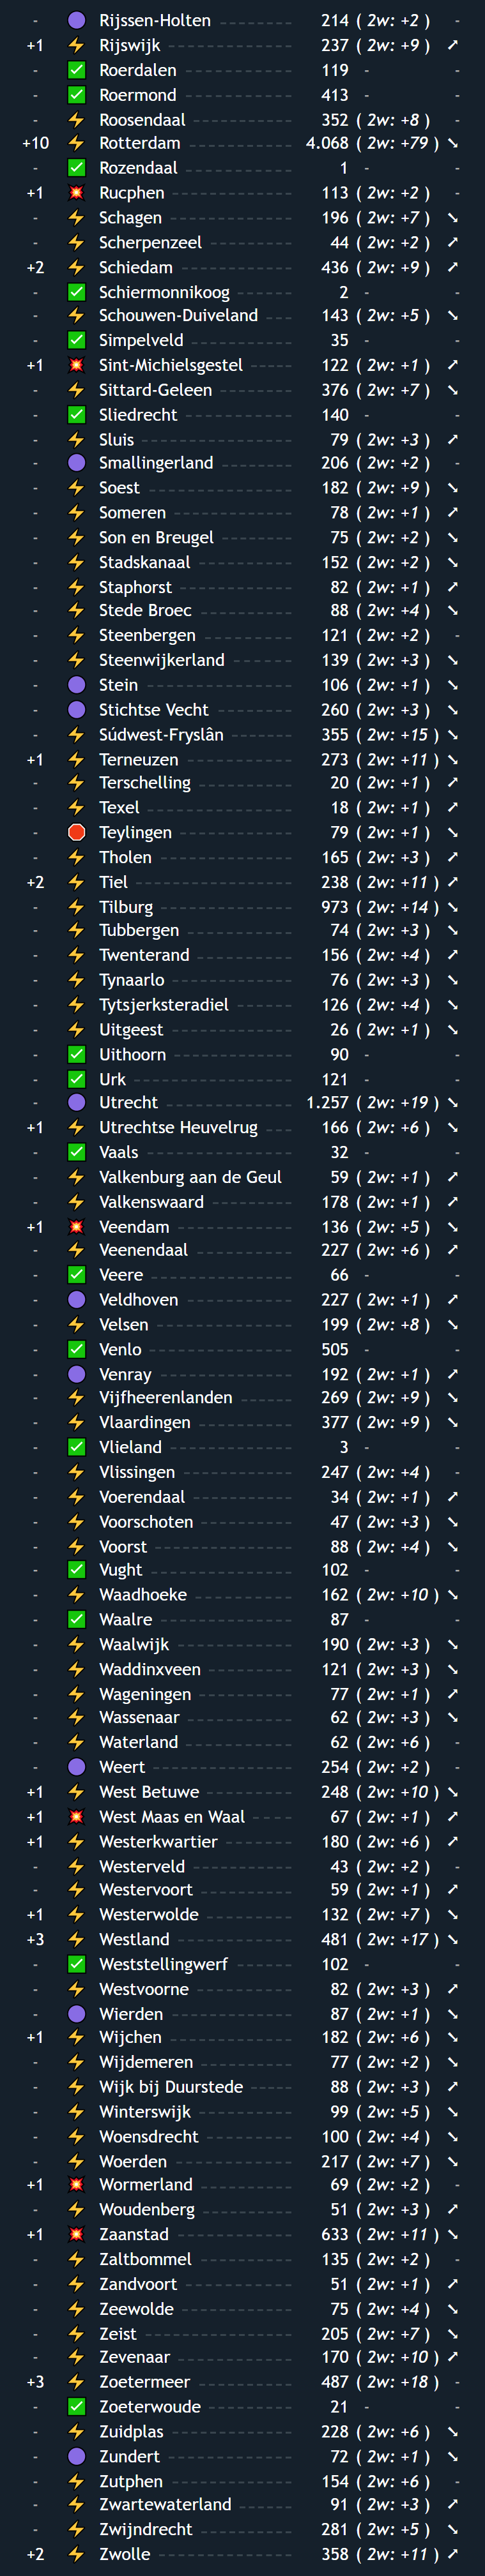 - 🟣 Rijssen-Holten 214 ( 2w: +2 ) -
+1 ⚡ Rijswijk 237 ( 2w: +9 ) ➚
- ✅ Roerdalen 119 - -
- ✅ Roermond 413 - -
- ⚡ Roosendaal 352 ( 2w: +8 ) -
+10 ⚡ Rotterdam 4.068 ( 2w: +79 ) ➘
- ✅ Rozendaal 1 - -
+1 💥 Rucphen 113 ( 2w: +2 ) -
- ⚡ Schagen 196 ( 2w: +7 ) ➘
- ⚡ Scherpenzeel 44 ( 2w: +2 ) ➚
+2 ⚡ Schiedam 436 ( 2w: +9 ) ➚
- ✅ Schiermonnikoog 2 - -
- ⚡ Schouwen-Duiveland 143 ( 2w: +5 ) ➘
- ✅ Simpelveld 35 - -
+1 💥 Sint-Michielsgestel 122 ( 2w: +1 ) ➚
- ⚡ Sittard-Geleen 376 ( 2w: +7 ) ➘
- ✅ Sliedrecht 140 - -
- ⚡ Sluis 79 ( 2w: +3 ) ➚
- 🟣 Smallingerland 206 ( 2w: +2 ) -
- ⚡ Soest 182 ( 2w: +9 ) ➘
- ⚡ Someren 78 ( 2w: +1 ) ➚
- ⚡ Son en Breugel 75 ( 2w: +2 ) ➘
- ⚡ Stadskanaal 152 ( 2w: +2 ) ➘
- ⚡ Staphorst 82 ( 2w: +1 ) ➚
- ⚡ Stede Broec 88 ( 2w: +4 ) ➘
- ⚡ Steenbergen 121 ( 2w: +2 ) -
- ⚡ Steenwijkerland 139 ( 2w: +3 ) ➘
- 🟣 Stein 106 ( 2w: +1 ) ➘
- 🟣 Stichtse Vecht 260 ( 2w: +3 ) ➘
- ⚡ Súdwest-Fryslân 355 ( 2w: +15 ) ➘
+1 ⚡ Terneuzen 273 ( 2w: +11 ) ➘
- ⚡ Terschelling 20 ( 2w: +1 ) ➚
- ⚡ Texel 18 ( 2w: +1 ) ➚
- 🛑 Teylingen 79 ( 2w: +1 ) ➘
- ⚡ Tholen 165 ( 2w: +3 ) ➚
+2 ⚡ Tiel 238 ( 2w: +11 ) ➚
- ⚡ Tilburg 973 ( 2w: +14 ) ➘
- ⚡ Tubbergen 74 ( 2w: +3 ) ➘
- ⚡ Twenterand 156 ( 2w: +4 ) ➚
- ⚡ Tynaarlo 76 ( 2w: +3 ) ➘
- ⚡ Tytsjerksteradiel 126 ( 2w: +4 ) ➘
- ⚡ Uitgeest 26 ( 2w: +1 ) ➘
- ✅ Uithoorn 90 - -
- ✅ Urk 121 - -
- 🟣 Utrecht 1.257 ( 2w: +19 ) ➘
+1 ⚡ Utrechtse Heuvelrug 166 ( 2w: +6 ) ➘
- ✅ Vaals 32 - -
- ⚡ Valkenburg aan de Geul 59 ( 2w: +1 ) ➚
- ⚡ Valkenswaard 178 ( 2w: +1 ) ➚
+1 💥 Veendam 136 ( 2w: +5 ) ➘
- ⚡ Veenendaal 227 ( 2w: +6 ) ➚
- ✅ Veere 66 - -
- 🟣 Veldhoven 227 ( 2w: +1 ) ➚
- ⚡ Velsen 199 ( 2w: +8 ) ➘
- ✅ Venlo 505 - -
- 🟣 Venray 192 ( 2w: +1 ) ➚
- ⚡ Vijfheerenlanden 269 ( 2w: +9 ) ➘
- ⚡ Vlaardingen 377 ( 2w: +9 ) ➘
- ✅ Vlieland 3 - -
- ⚡ Vlissingen 247 ( 2w: +4 ) -
- ⚡ Voerendaal 34 ( 2w: +1 ) ➚
- ⚡ Voorschoten 47 ( 2w: +3 ) ➘
- ⚡ Voorst 88 ( 2w: +4 ) ➘
- ✅ Vught 102 - -
- ⚡ Waadhoeke 162 ( 2w: +10 ) ➘
- ✅ Waalre 87 - -
- ⚡ Waalwijk 190 ( 2w: +3 ) ➘
- ⚡ Waddinxveen 121 ( 2w: +3 ) ➘
- ⚡ Wageningen 77 ( 2w: +1 ) ➚
- ⚡ Wassenaar 62 ( 2w: +3 ) ➘
- ⚡ Waterland 62 ( 2w: +6 ) -
- 🟣 Weert 254 ( 2w: +2 ) -
+1 ⚡ West Betuwe 248 ( 2w: +10 ) ➘
+1 💥 West Maas en Waal 67 ( 2w: +1 ) ➚
+1 ⚡ Westerkwartier 180 ( 2w: +6 ) ➚
- ⚡ Westerveld 43 ( 2w: +2 ) -
- ⚡ Westervoort 59 ( 2w: +1 ) ➚
+1 ⚡ Westerwolde 132 ( 2w: +7 ) ➘
+3 ⚡ Westland 481 ( 2w: +17 ) ➘
- ✅ Weststellingwerf 102 - -
- ⚡ Westvoorne 82 ( 2w: +3 ) ➚
- 🟣 Wierden 87 ( 2w: +1 ) ➘
+1 ⚡ Wijchen 182 ( 2w: +6 ) ➘
- ⚡ Wijdemeren 77 ( 2w: +2 ) ➘
- ⚡ Wijk bij Duurstede 88 ( 2w: +3 ) ➚
- ⚡ Winterswijk 99 ( 2w: +5 ) ➘
- ⚡ Woensdrecht 100 ( 2w: +4 ) ➘
- ⚡ Woerden 217 ( 2w: +7 ) ➘
+1 💥 Wormerland 69 ( 2w: +2 ) -
- ⚡ Woudenberg 51 ( 2w: +3 ) ➚
+1 💥 Zaanstad 633 ( 2w: +11 ) ➘
- ⚡ Zaltbommel 135 ( 2w: +2 ) -
- ⚡ Zandvoort 51 ( 2w: +1 ) ➚
- ⚡ Zeewolde 75 ( 2w: +4 ) ➘
- ⚡ Zeist 205 ( 2w: +7 ) ➘
- ⚡ Zevenaar 170 ( 2w: +10 ) ➚
+3 ⚡ Zoetermeer 487 ( 2w: +18 ) -
- ✅ Zoeterwoude 21 - -
- ⚡ Zuidplas 228 ( 2w: +6 ) ➘
- 🟣 Zundert 72 ( 2w: +1 ) ➘
- ⚡ Zutphen 154 ( 2w: +6 ) -
- ⚡ Zwartewaterland 91 ( 2w: +3 ) ➚
- ⚡ Zwijndrecht 281 ( 2w: +5 ) ➘
+2 ⚡ Zwolle 358 ( 2w: +11 ) ➚